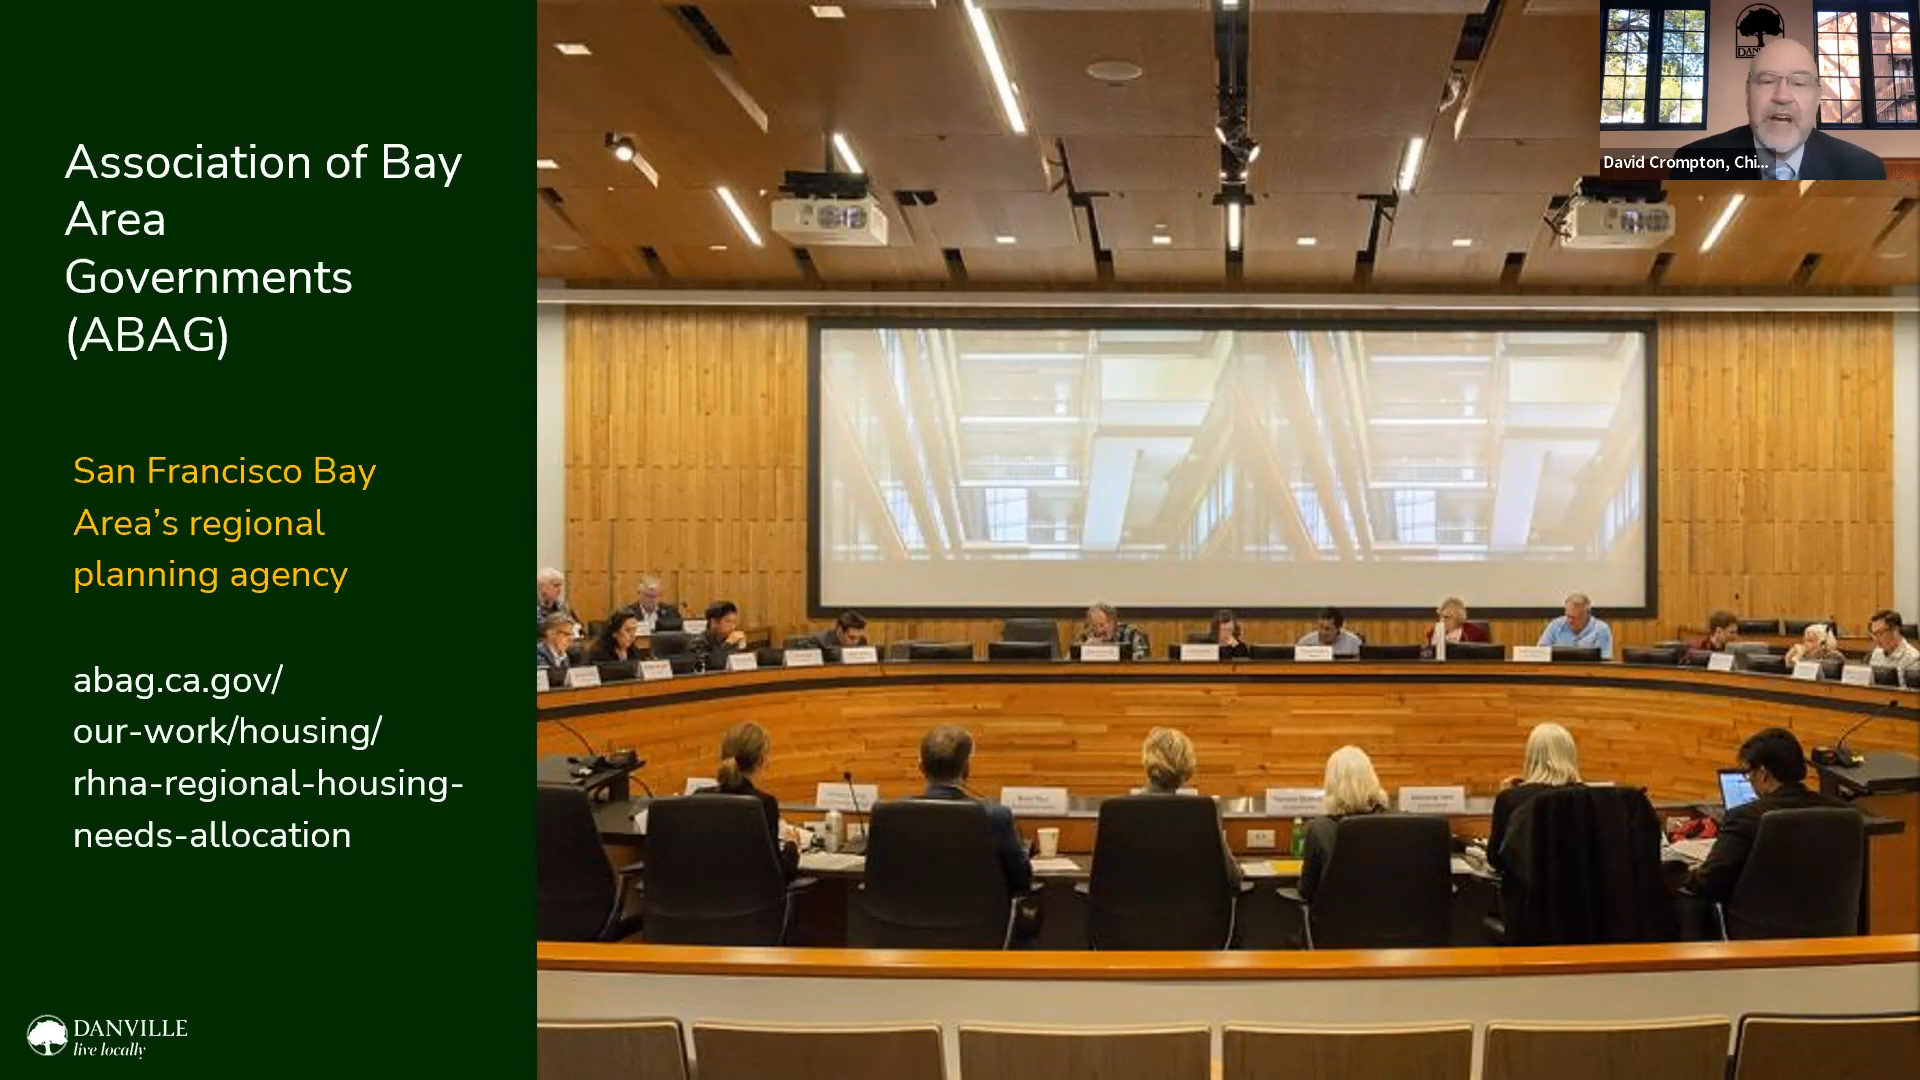 Association of Bay
Area
Governments
(ABAG)
San Francisco Bay
Area’s regional
planning agency
abag.ca.gov/
our-work/housing/
rhna-regional-housing-
needs-allocation
DANVILLE
live locally
David Crompton, Chi...